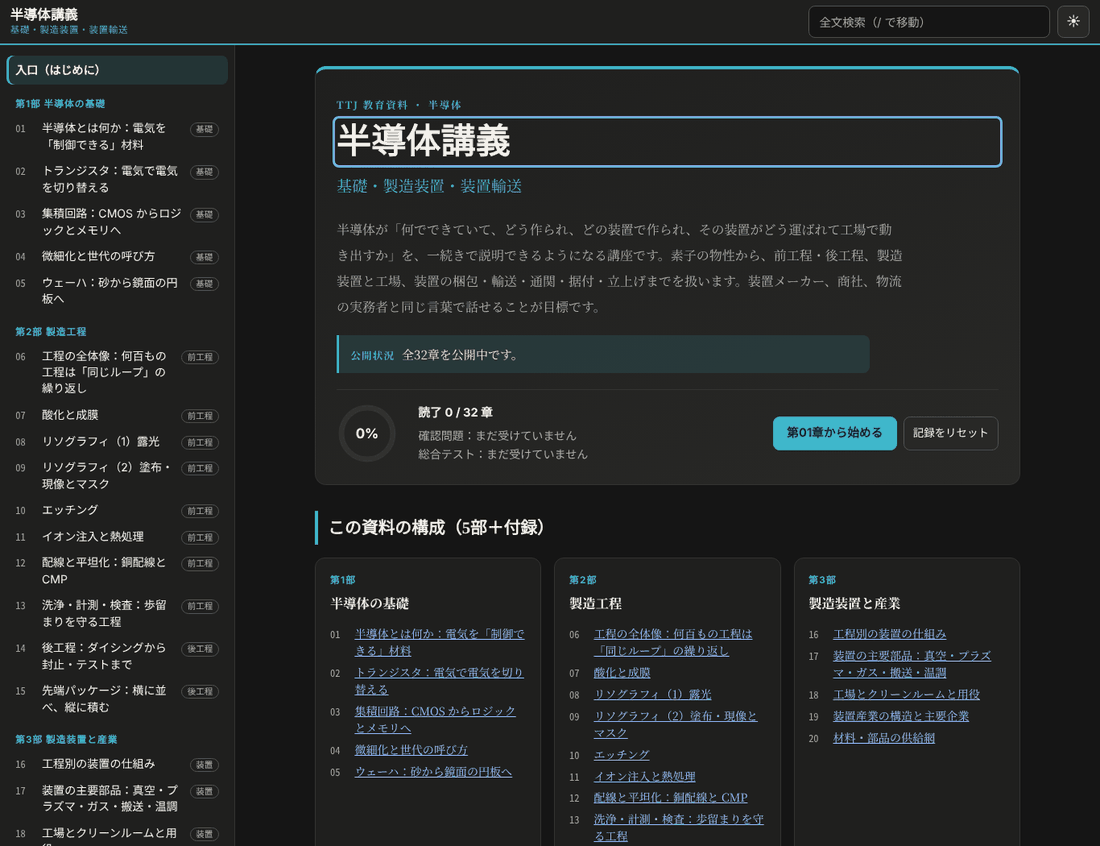 半導体講義
基礎・製造装置・装置輸送
全文検索（/ で移動）
入口（はじめに）
第1部 半導体の基礎
01 半導体とは何か：電気を 基礎
「制御できる」材料
02 トランジスタ：電気で電気 基礎
を切り替える
03 集積回路：CMOS からロジ 基礎
ックとメモリへ
04 微細化と世代の呼び方 基礎
05 ウェーハ：砂から鏡面の円 基礎
板へ
第2部 製造工程
06 工程の全体像：何百もの 前工程
工程は「同じループ」の
繰り返し
07 酸化と成膜 前工程
08 リソグラフィ（1）露光 前工程
09 リソグラフィ（2）塗布・ 前工程
現像とマスク
10 エッチング 前工程
11 イオン注入と熱処理 前工程
12 配線と平坦化：銅配線と 前工程
CMP
13 洗浄・計測・検査：歩留 前工程
まりを守る工程
14 後工程：ダイシングから 後工程
封止・テストまで
15 先端パッケージ：横に並 後工程
べ、縦に積む
第3部 製造装置と産業
16 工程別の装置の仕組み 装置
17 装置の主要部品：真空・プ 装置
ラズマ・ガス・搬送・温調
18 工場とクリーンルームと用 装置
TTJ 教育資料 ・ 半導体
半導体講義
基礎・製造装置・装置輸送
半導体が「何でできていて、どう作られ、どの装置で作られ、その装置がどう運ばれて工場で動
き出すか」を、一続きで説明できるようになる講座です。素子の物性から、前工程・後工程、製造
装置と工場、装置の梱包・輸送・通関・据付・立上げまでを扱います。装置メーカー、商社、物流
の実務者と同じ言葉で話せることが目標です。
公開状況 全32章を公開中です。
0%
読了 0 / 32 章
確認問題：まだ受けていません
総合テスト：まだ受けていません
第01章から始める
記録をリセット
この資料の構成（5部＋付録）
第1部
半導体の基礎
01 半導体とは何か：電気を「制御で
きる」材料
02 トランジスタ：電気で電気を切り
替える
03 集積回路：CMOS からロジック
とメモリへ
04 微細化と世代の呼び方
05 ウェーハ：砂から鏡面の円板へ
第2部
製造工程
06 工程の全体像：何百もの工程は
「同じループ」の繰り返し
07 酸化と成膜
08 リソグラフィ（1）露光
09 リソグラフィ（2）塗布・現像と
マスク
10 エッチング
11 イオン注入と熱処理
12 配線と平坦化：銅配線と CMP
13 洗浄・計測・検査：歩留まりを守
る工程
第3部
製造装置と産業
16 工程別の装置の仕組み
17 装置の主要部品：真空・プラズ
マ・ガス・搬送・温調
18 工場とクリーンルームと用役
19 装置産業の構造と主要企業
20 材料・部品の供給網